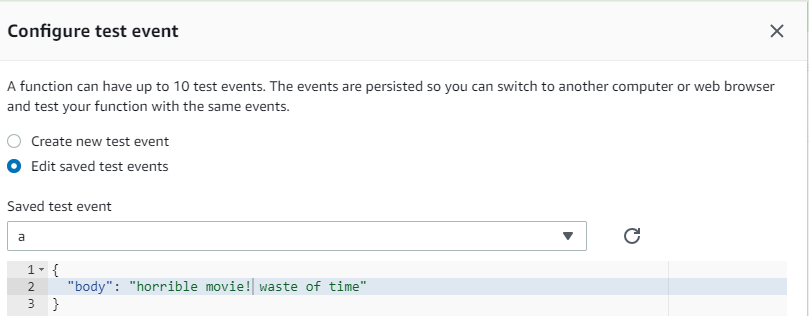 Configure test event
A function can have up to 10 test events. The events are persisted so you can switch to another computer or web browser
and test your function with the same events.
Create new test event
Edit saved test events
Saved test event
a
1 {
2 "body": "horrible movie! waste of time"
3 }